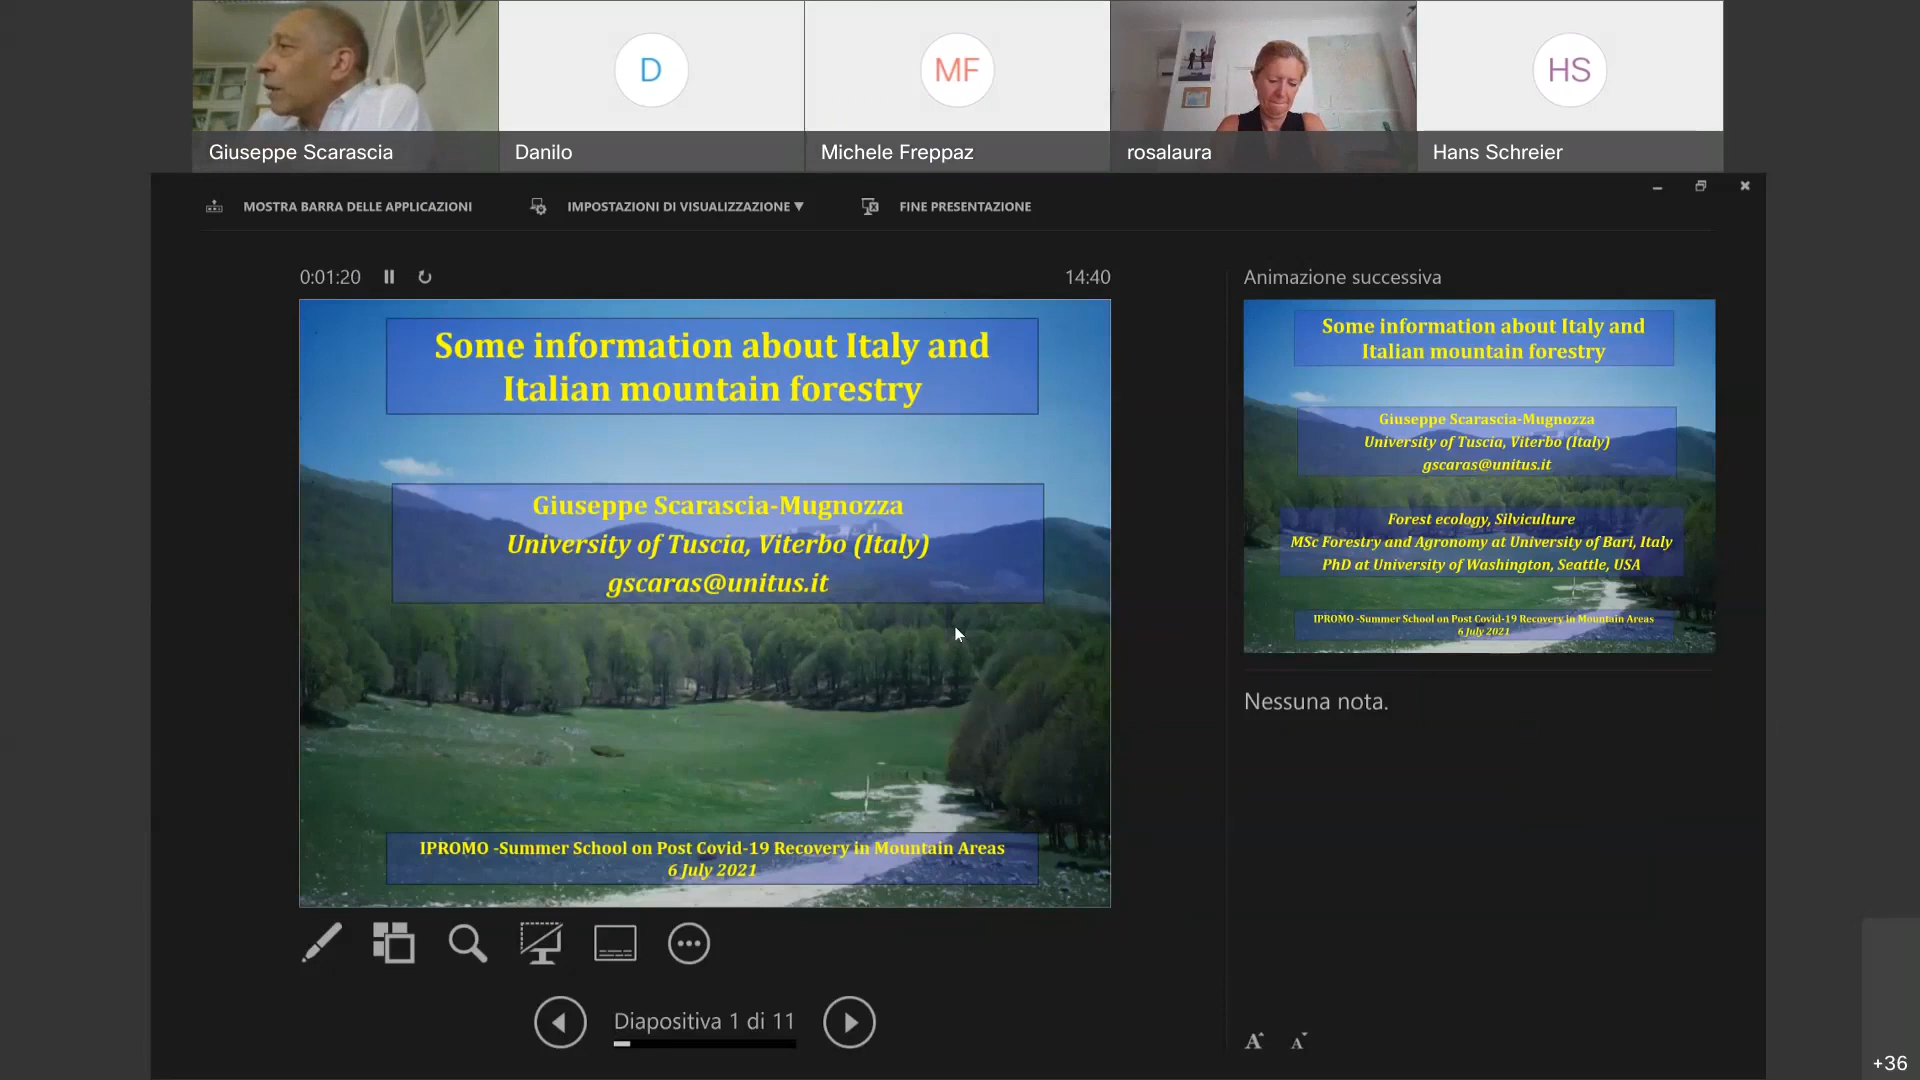 D
MF
HS
Giuseppe Scarascia
Danilo
Michele Freppaz
rosalaura
Hans Schreier
MOSTRA BARRA DELLE APPLICAZIONI
IMPOSTAZIONI DI VISUALIZZAZIONE ▼
FINE PRESENTAZIONE
0:01:20
14:40
Some information about Italy and
Italian mountain forestry
Giuseppe Scarascia-Mugnozza
University of Tuscia, Viterbo (Italy)
gscaras@unitus.it
IPROMO -Summer School on Post Covid-19 Recovery in Mountain Areas
6 July 2021
Diapositiva 1 di 11
Animazione successiva
Some information about Italy and
Italian mountain forestry
Giuseppe Scarascia-Mugnozza
University of Tuscia, Viterbo (Italy)
gscaras@unitus.it
Forest ecology, Silviculture
MSc Forestry and Agronomy at University of Bari, Italy
PhD at University of Washington, Seattle, USA
IPROMO -Summer School on Post Covid-19 Recovery in Mountain Areas
6 July 2021
Nessuna nota.
A A
+36